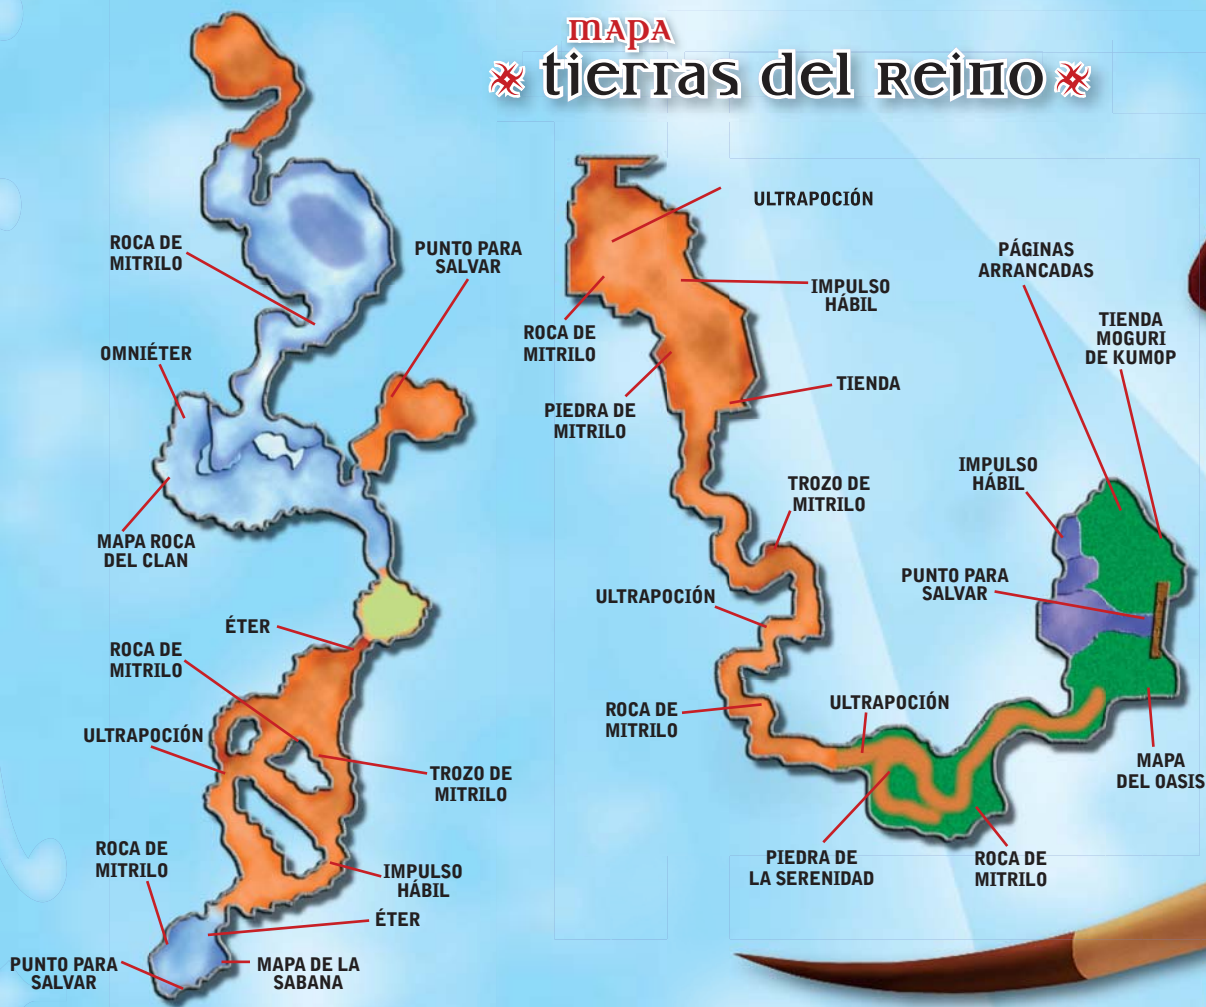 mapa
tierras del Reino
ROCA DE
MITRILO
PUNTO PARA
SALVAR
OMNIÉTER
MAPA ROCA
DEL CLAN
ÉTER
ROCA DE
MITRILO
ULTRAPOCIÓN
TROZO DE
MITRILO
ROCA DE
MITRILO
IMPULSO
HÁBIL
ÉTER
PUNTO PARA
SALVAR
MAPA DE LA
SABANA
ULTRAPOCIÓN
IMPULSO
HÁBIL
ROCA DE
MITRILO
TIENDA
PIEDRA DE
MITRILO
TROZO DE
MITRILO
ULTRAPOCIÓN
ROCA DE
MITRILO
ULTRAPOCIÓN
PIEDRA DE
LA SERENIDAD
ROCA DE
MITRILO
PÁGINAS
ARRANCADAS
TIENDA
MOGURI
DE KUMOP
IMPULSO
HÁBIL
PUNTO PARA
SALVAR
MAPA
DEL OASIS